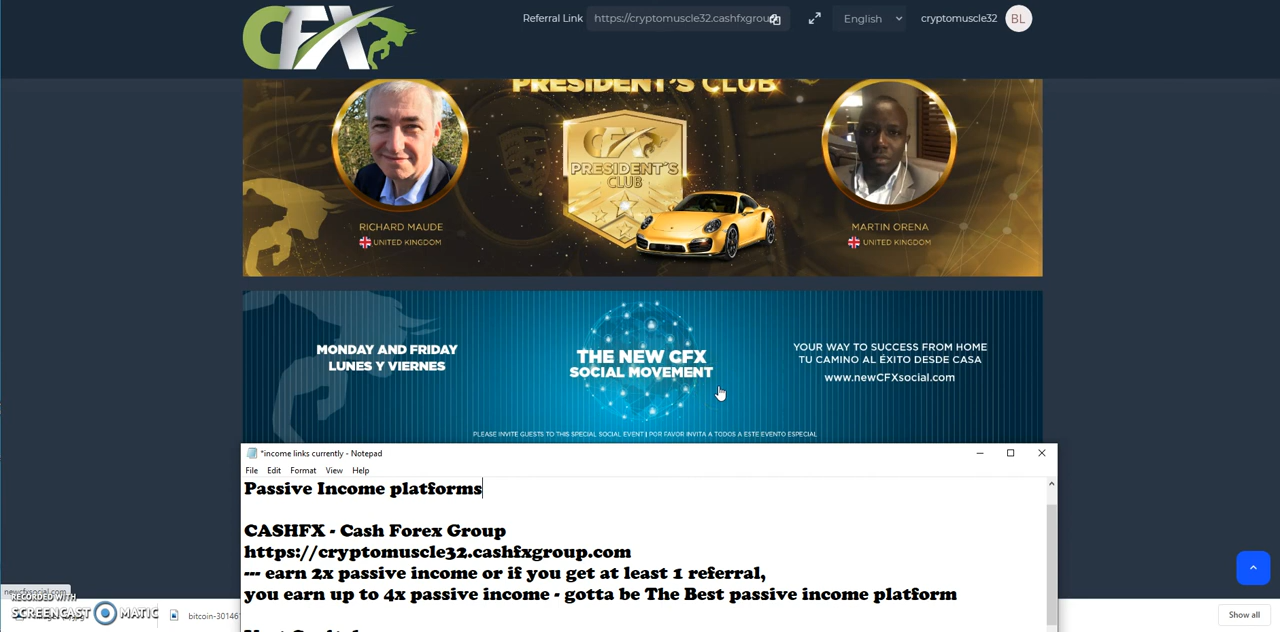 CFX
Referral Link
https://cryptomuscle32.cashfxgrou
English
cryptomuscle32
BL
PRESIDENT'S CLUB
CFX
PRESIDENT'S
CLUB
RICHARD MAUDE
UNITED KINGDOM
MARTIN ORENA
UNITED KINGDOM
MONDAY AND FRIDAY
LUNES Y VIERNES
THE NEW CFX
SOCIAL MOVEMENT
YOUR WAY TO SUCCESS FROM HOME
TU CAMINO AL ÉXITO DESDE CASA
www.newCFXsocial.com
PLEASE INVITE GUESTS TO THIS SPECIAL SOCIAL EVENT | POR FAVOR INVITA A TODOS A ESTE EVENTO ESPECIAL
*income links currently - Notepad
File Edit Format View Help
Passive Income platforms
CASHFX - Cash Forex Group
https://cryptomuscle32.cashfxgroup.com
--- earn 2x passive income or if you get at least 1 referral,
you earn up to 4x passive income - gotta be The Best passive income platform
newcfxsocial.com
RECORDED WITH
SCREENCAST MATIC
bitcoin-30146
Show all